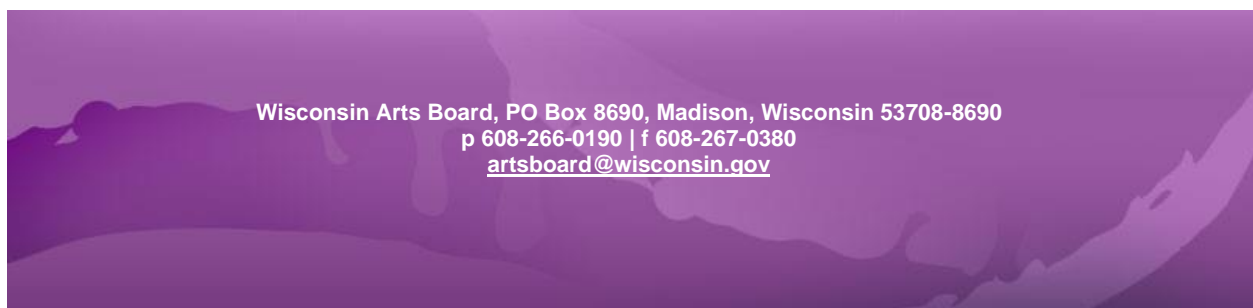 Wisconsin Arts Board, PO Box 8690, Madison, Wisconsin 53708-8690
p 608-266-0190 | f 608-267-0380
artsboard@wisconsin.gov